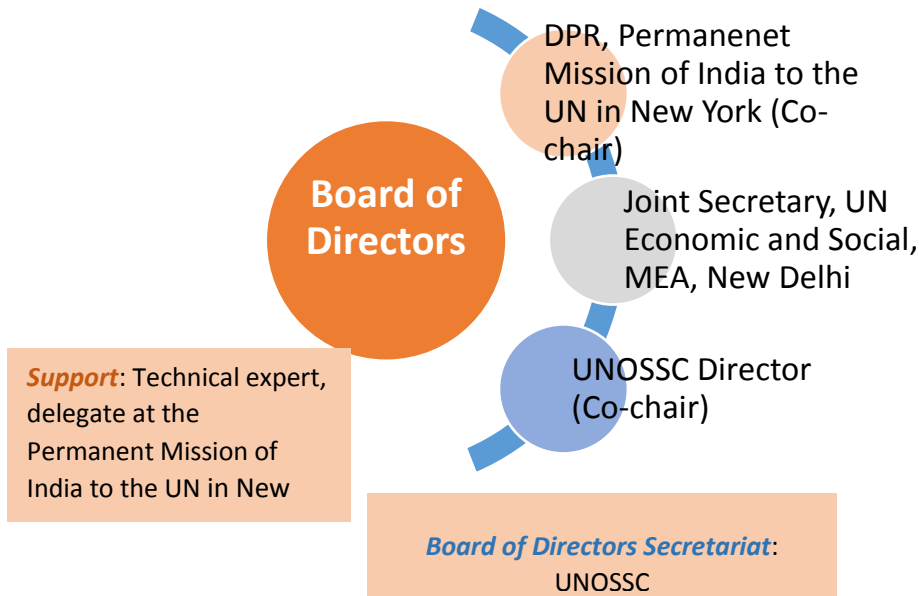 DPR, Permanenet
Mission of India to the
UN in New York (Co-
chair)
Board of
Directors
Joint Secretary, UN
Economic and Social,
MEA, New Delhi
UNOSSC Director
(Co-chair)
Support: Technical expert,
delegate at the
Permanent Mission of
India to the UN in New
Board of Directors Secretariat:
UNOSSC